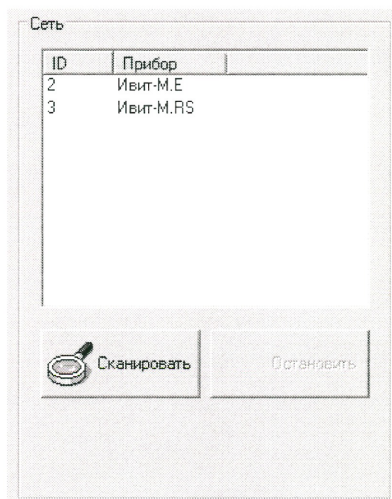 Сеть
ID Прибор
2 Ивит-М.E
3 Ивит-М.RS
Сканировать Остановить